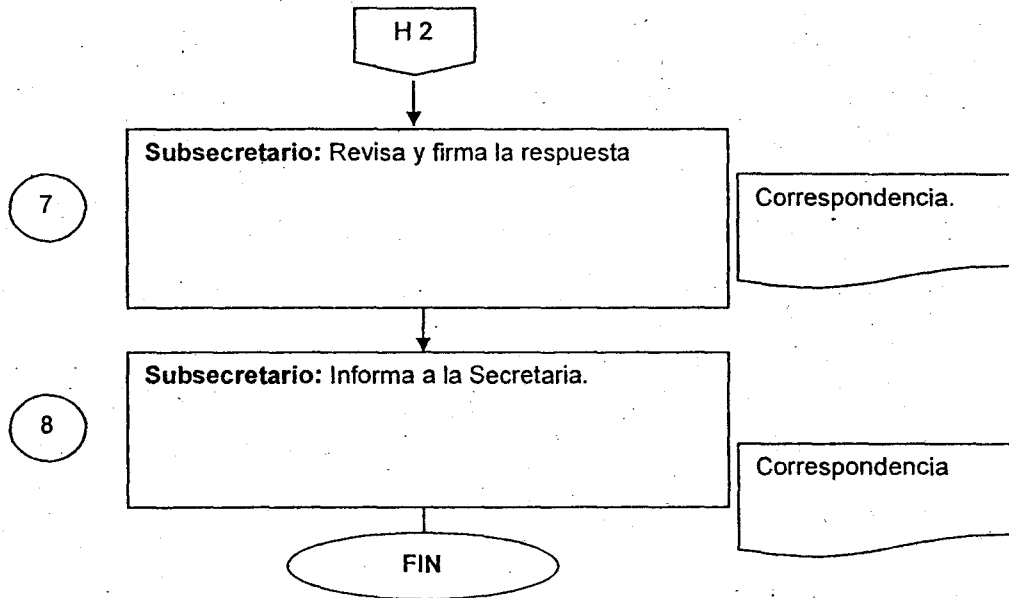 H 2
Subsecretario: Revisa y firma la respuesta
7
Correspondencia.
Subsecretario: Informa a la Secretaria.
8
Correspondencia
FIN